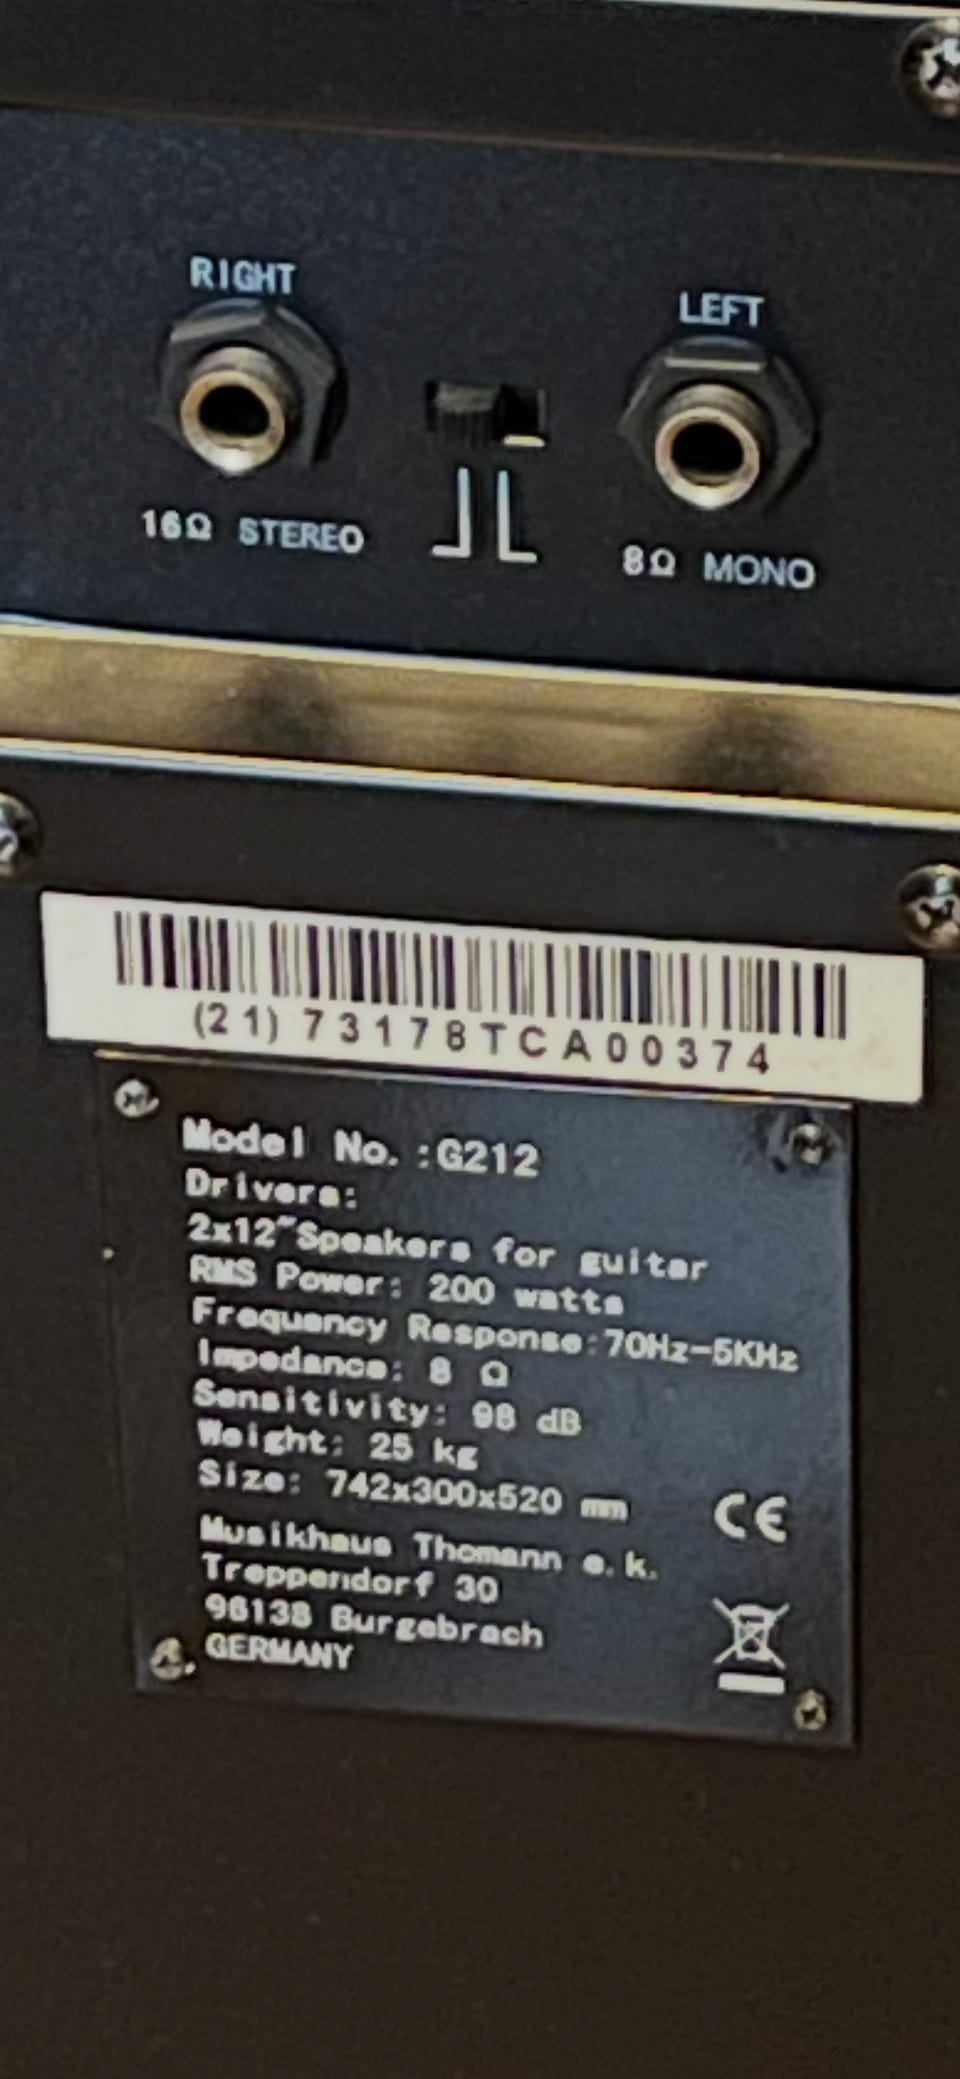 RIGHT
LEFT
16Ω STEREO
8Ω MONO
(21)73178TCA00374
Model No.:G212
Drivers:
2x12"Speakers for guitar
RMS Power: 200 watts
Frequency Response:70Hz-5KHz
Impedance: 8 Ω
Sensitivity: 98 dB
Weight: 25 kg
Size: 742x300x520 mm
Musikhaus Thomann e.k.
Treppendorf 30
96138 Burgebrach
GERMANY
CE